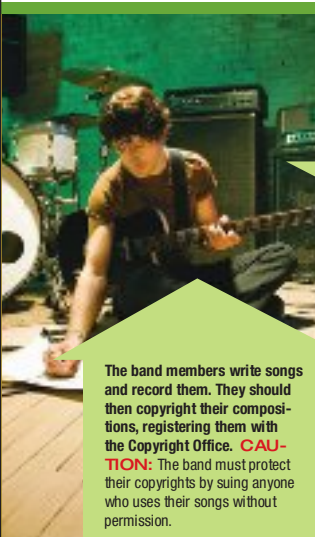 The band members write songs
and record them. They should
then copyright their composi-
tions, registering them with
the Copyright Office. CAU-
TION: The band must protect
their copyrights by suing anyone
who uses their songs without
permission.